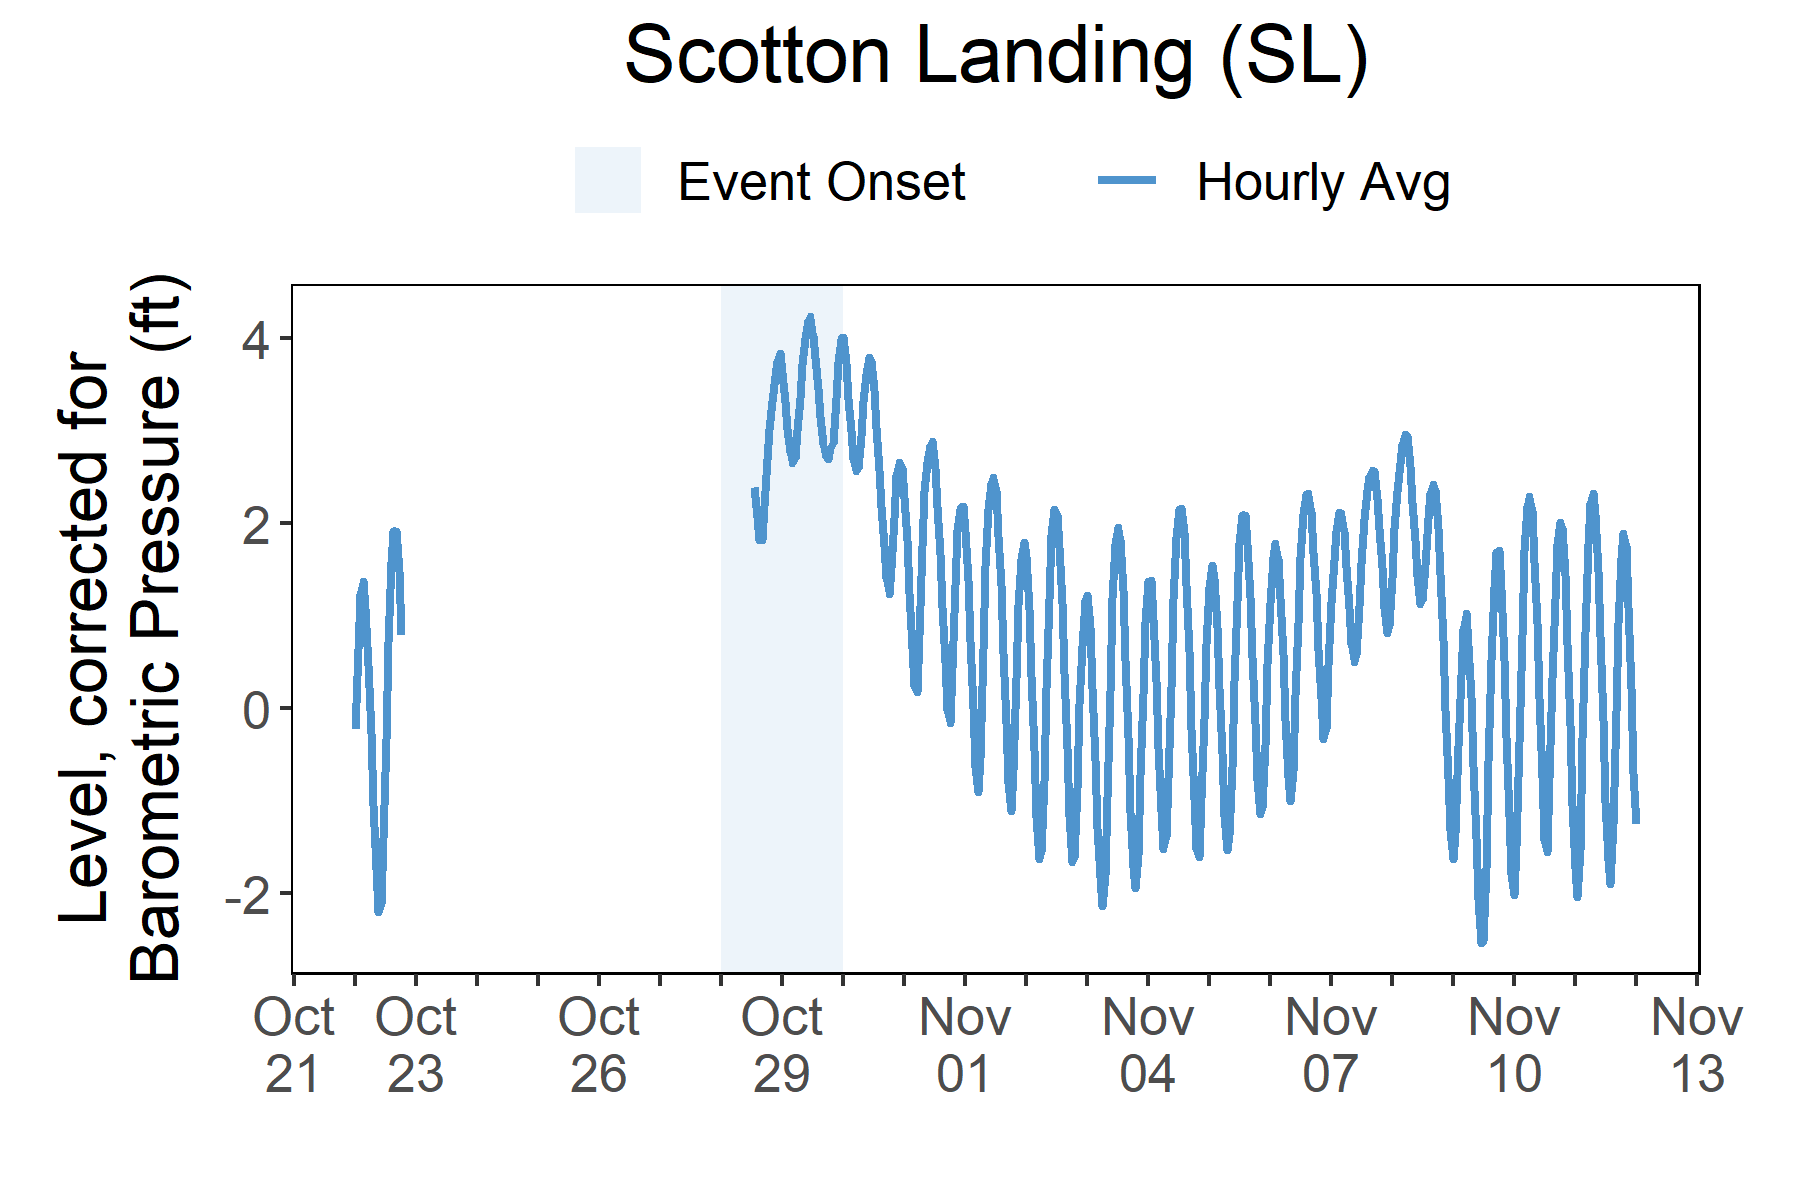 Scotton Landing (SL)
Event Onset
Hourly Avg
Level, corrected for
Barometric Pressure (ft)
4
2
0
-2
Oct 21
Oct 23
Oct 26
Oct 29
Nov 01
Nov 04
Nov 07
Nov 10
Nov 13